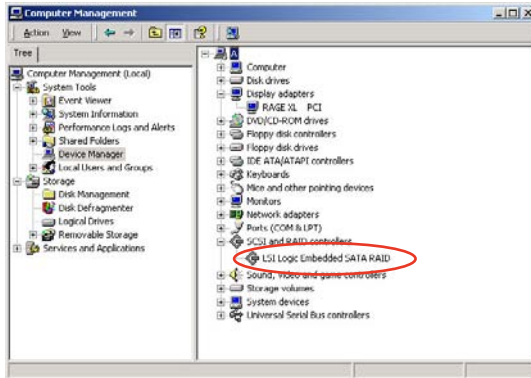 Computer Management
Action View
Tree
Computer Management (Local)
System Tools
Event Viewer
System Information
Performance Logs and Alerts
Shared Folders
Device Manager
Local Users and Groups
Storage
Disk Management
Disk Defragmenter
Logical Drives
Removable Storage
Services and Applications
A
Computer
Disk drives
Display adapters
RAGE XL PCI
DVD/CD-ROM drives
Floppy disk controllers
Floppy disk drives
IDE ATA/ATAPI controllers
Keyboards
Mice and other pointing devices
Monitors
Network adapters
Ports (COM & LPT)
SCSI and RAID controllers
LSI Logic Embedded SATA RAID
Sound, video and game controllers
Storage volumes
System devices
Universal Serial Bus controllers